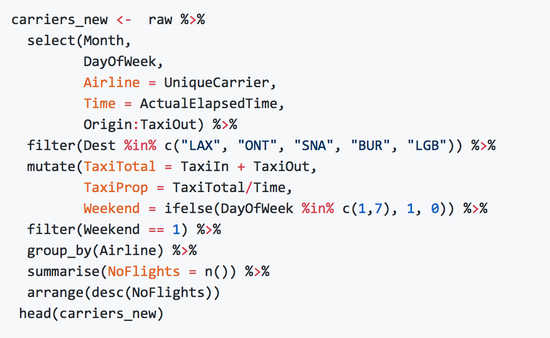 carriers_new <- raw %>%
select(Month,
DayOfWeek,
Airline = UniqueCarrier,
Time = ActualElapsedTime,
Origin:TaxiOut) %>%
filter(Dest %in% c("LAX", "ONT", "SNA", "BUR", "LGB")) %>%
mutate(TaxiTotal = TaxiIn + TaxiOut,
TaxiProp = TaxiTotal/Time,
Weekend = ifelse(DayOfWeek %in% c(1,7), 1, 0)) %>%
filter(Weekend == 1) %>%
group_by(Airline) %>%
summarise(NoFlights = n()) %>%
arrange(desc(NoFlights))
head(carriers_new)